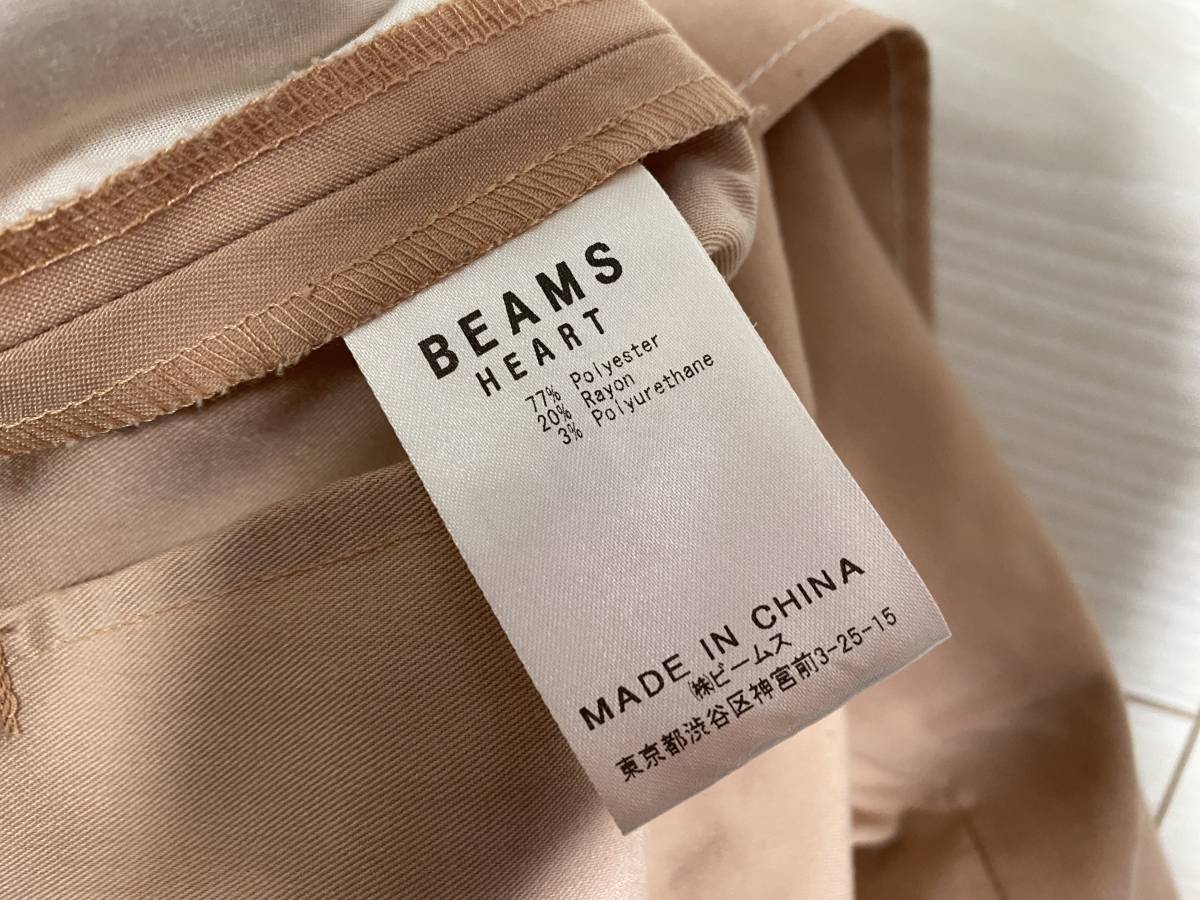 BEAMS
HEART
77% Polyester
20% Rayon
3% Polyurethane
MADE IN CHINA
㈱ビームス
東京都渋谷区神宮前3-25-15